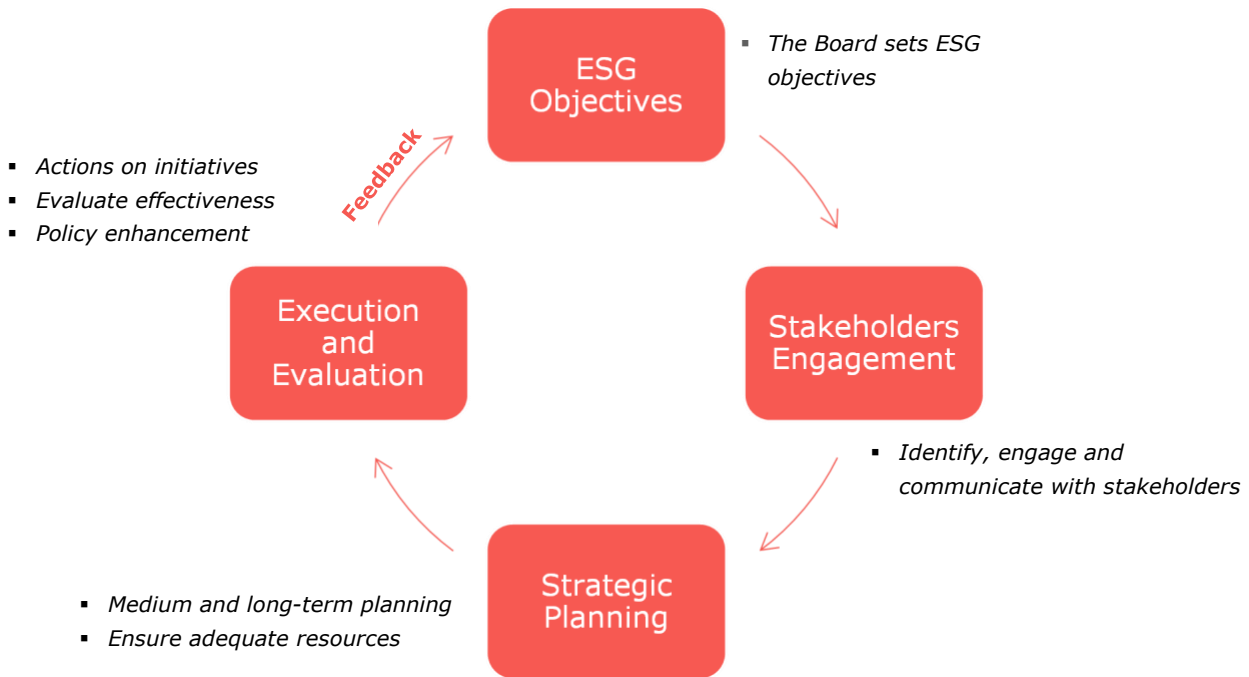 ESG
Objectives
▪ The Board sets ESG
objectives
Feedback
▪ Actions on initiatives
▪ Evaluate effectiveness
▪ Policy enhancement
Execution
and
Evaluation
Stakeholders
Engagement
▪ Identify, engage and
communicate with stakeholders
Strategic
Planning
▪ Medium and long-term planning
▪ Ensure adequate resources